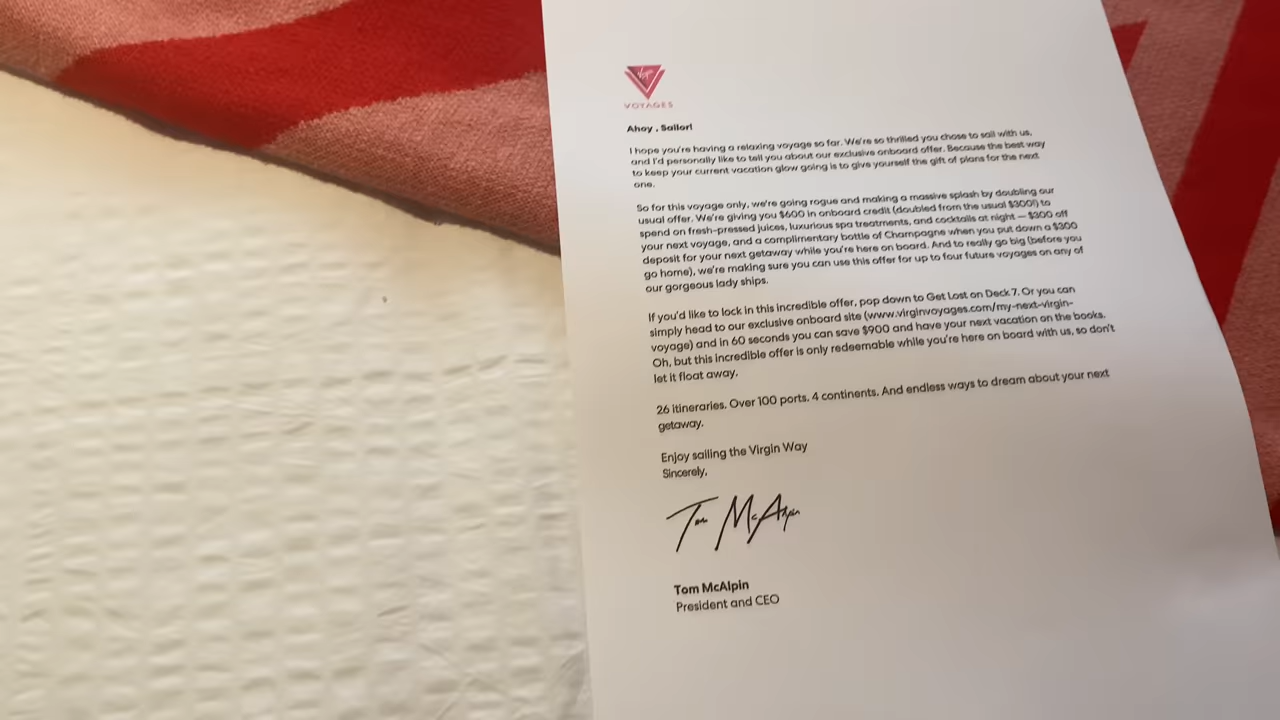 Virgin
VOYAGES
Ahoy , Sailor!
I hope you're having a relaxing voyage so far. We're so thrilled you chose to sail with us,
and I'd personally like to tell you about our exclusive onboard offer. Because the best way
to keep your current vacation glow going is to give yourself the gift of plans for the next
one.
So for this voyage only, we're going rogue and making a massive splash by doubling our
usual offer. We're giving you $600 in onboard credit (doubled from the usual $300!) to
spend on fresh-pressed juices, luxurious spa treatments, and cocktails at night — $300 off
your next voyage, and a complimentary bottle of Champagne when you put down a $300
deposit for your next getaway while you're here on board. And to really go big (before you
go home), we're making sure you can use this offer for up to four future voyages on any of
our gorgeous lady ships.
If you'd like to lock in this incredible offer, pop down to Get Lost on Deck 7. Or you can
simply head to our exclusive onboard site (www.virginvoyages.com/my-next-virgin-
voyage) and in 60 seconds you can save $900 and have your next vacation on the books.
Oh, but this incredible offer is only redeemable while you're here on board with us, so don't
let it float away.
26 itineraries. Over 100 ports. 4 continents. And endless ways to dream about your next
getaway.
Enjoy sailing the Virgin Way
Sincerely,
Tom McAlpin
Tom McAlpin
President and CEO